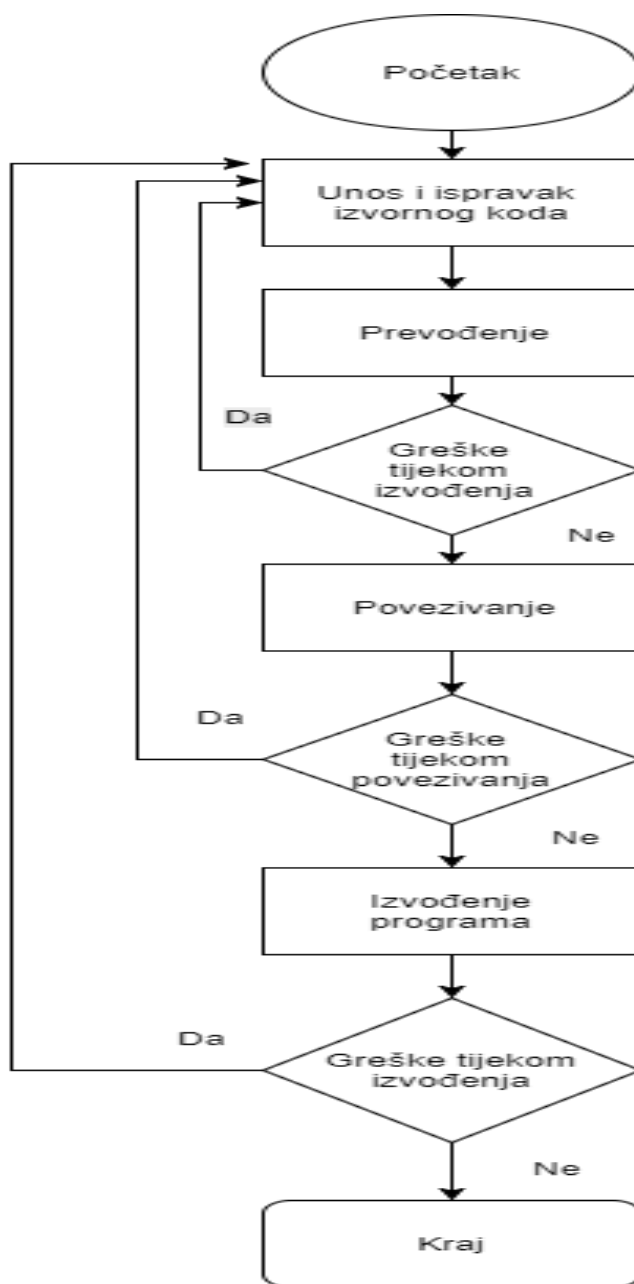 Početak
Unos i ispravak
izvornog koda
Prevođenje
Da
Greške
tijekom
izvođenja
Ne
Povezivanje
Da
Greške
tijekom
povezivanja
Ne
Izvođenje
programa
Da
Greške tijekom
izvođenja
Ne
Kraj